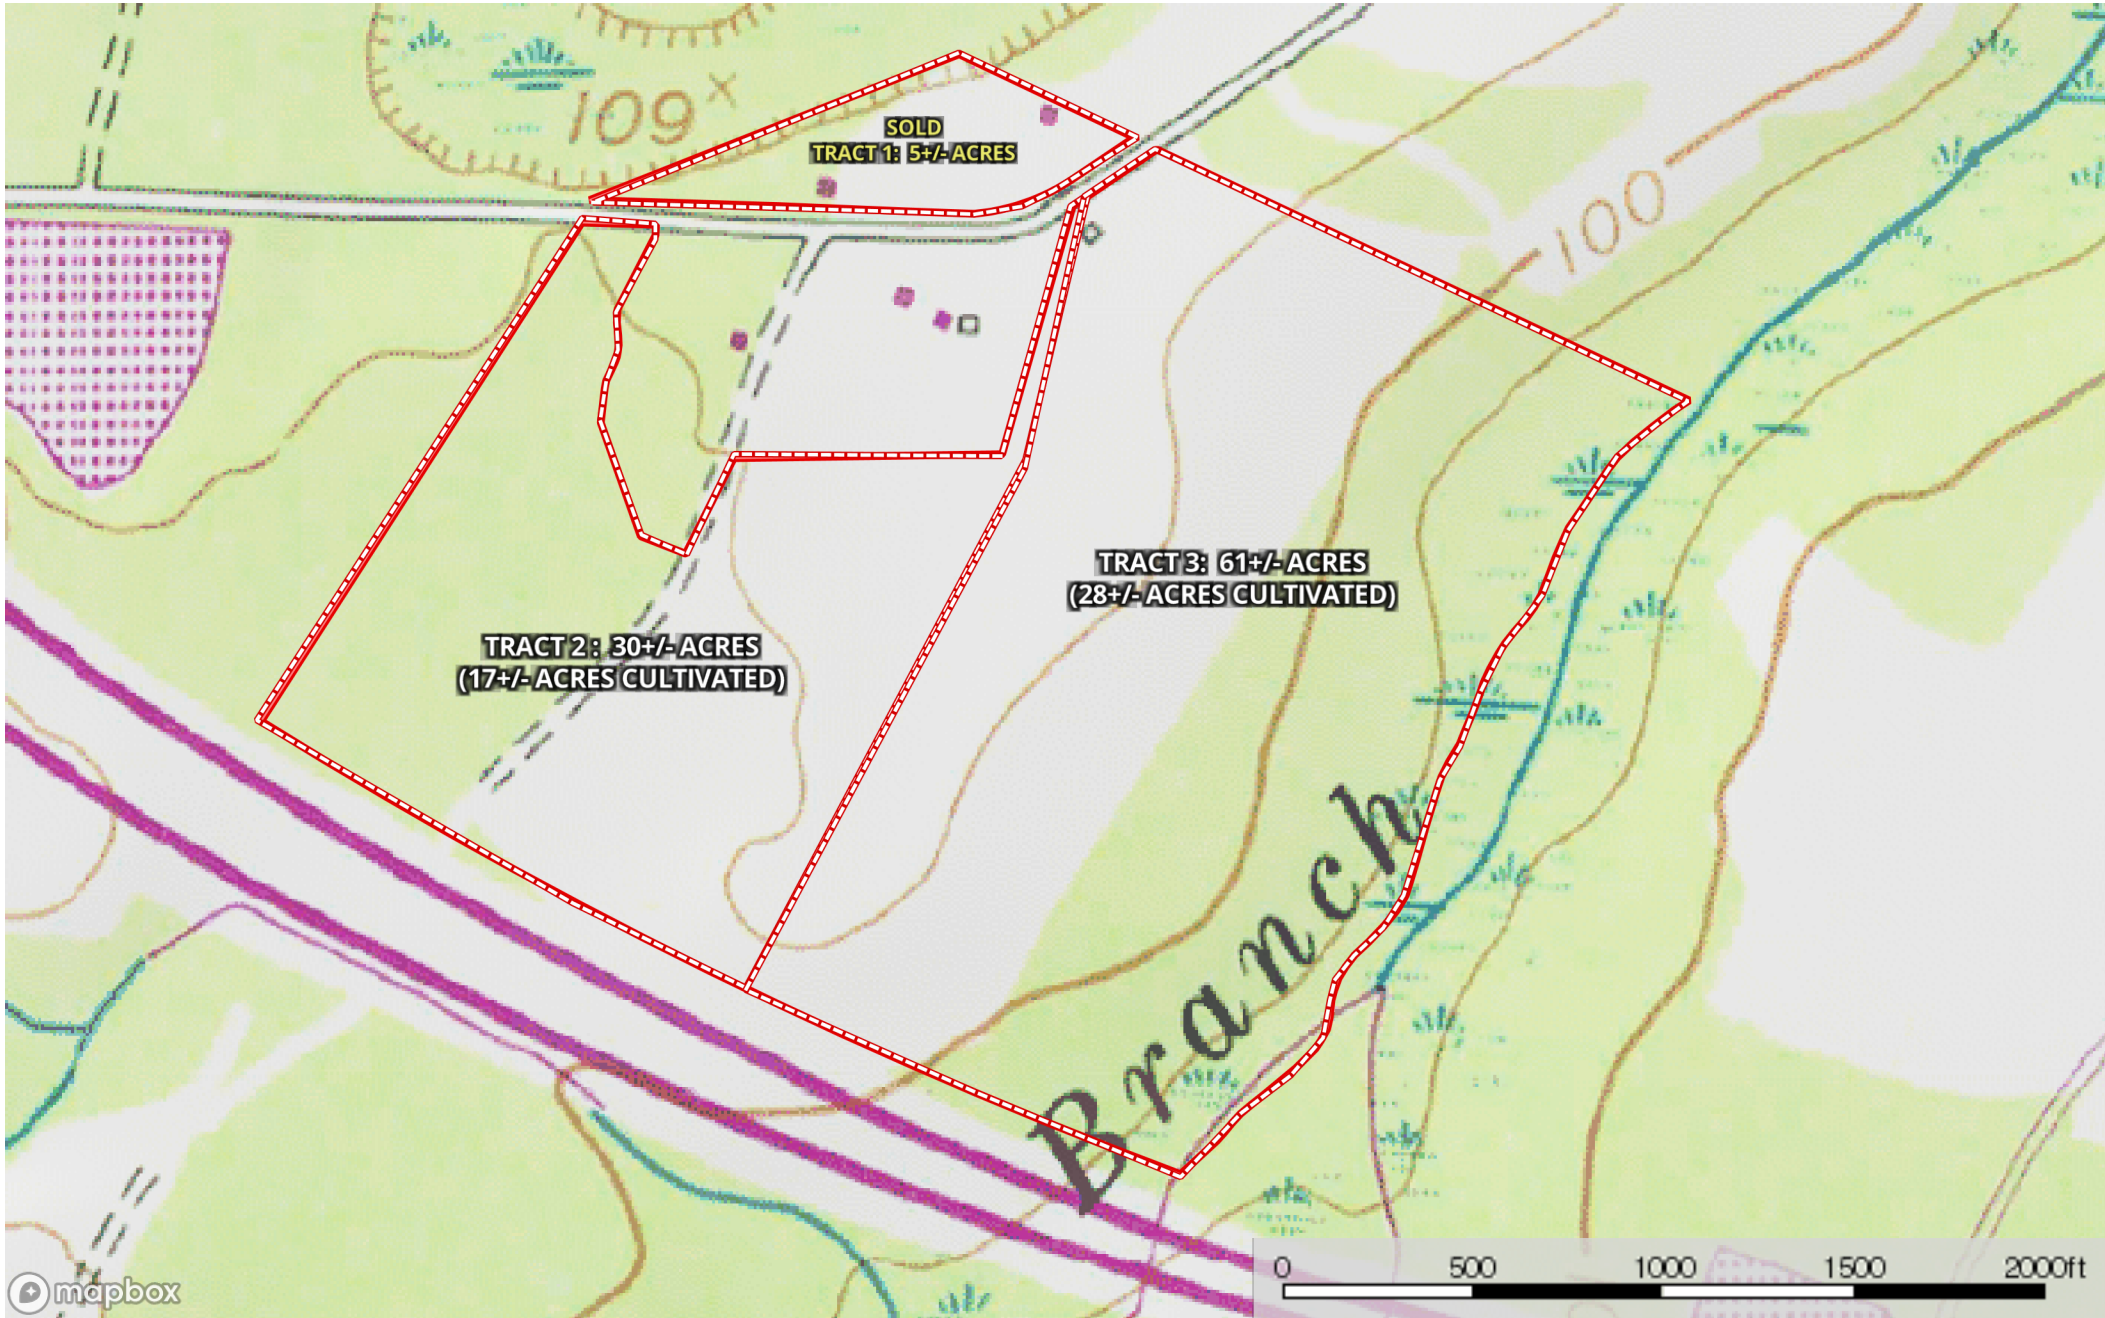 109
SOLD
TRACT 1: 5+/- ACRES
100
TRACT 3: 61+/- ACRES
(28+/- ACRES CULTIVATED)
TRACT 2 : 30+/- ACRES
(17+/- ACRES CULTIVATED)
Branch
0 500 1000 1500 2000ft
mapbox